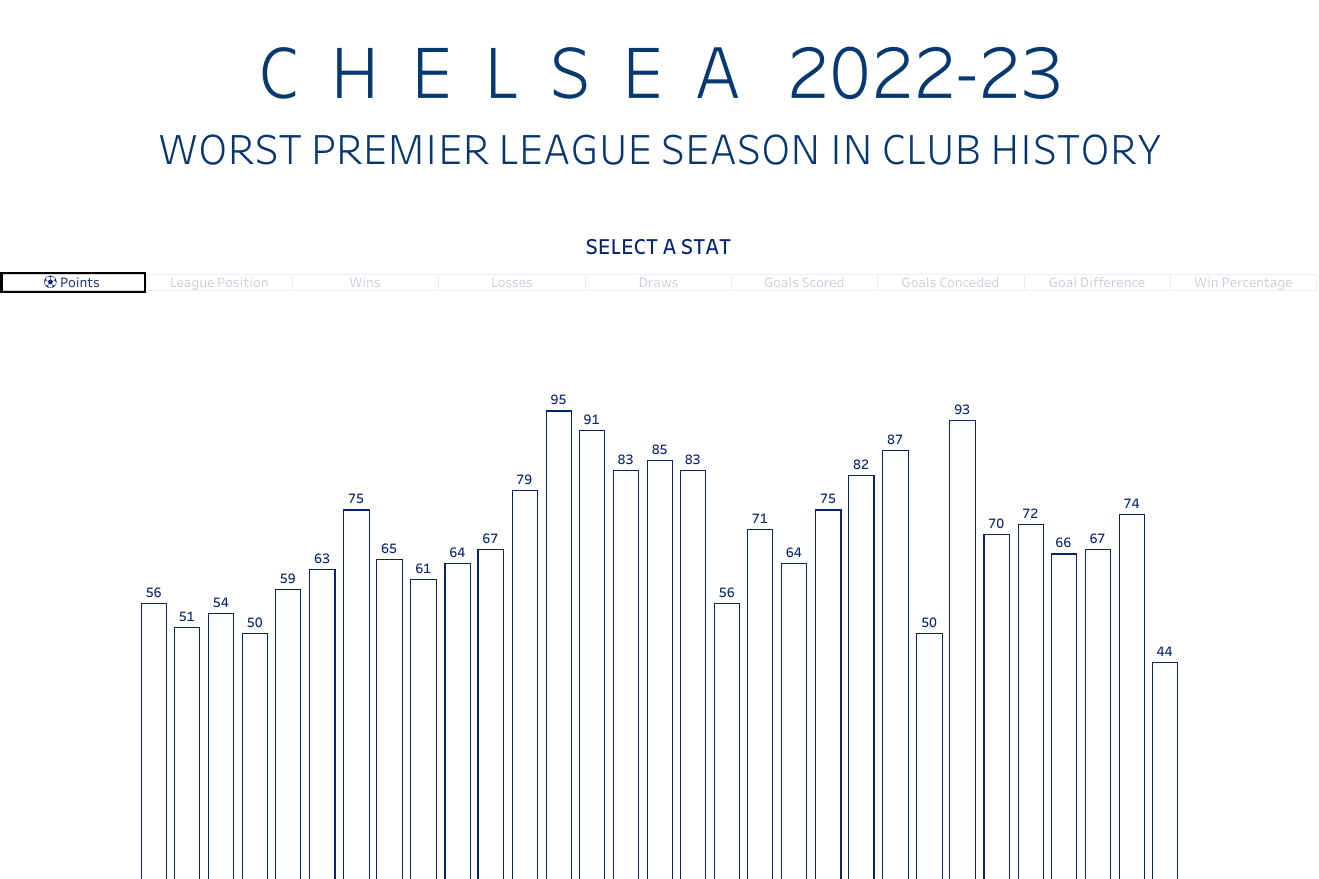 C H E L S E A 2022-23
WORST PREMIER LEAGUE SEASON IN CLUB HISTORY
SELECT A STAT
⚽ Points League Position Wins Losses Draws Goals Scored Goals Conceded Goal Difference Win Percentage
56 51 54 50 59 63 75 65 61 64 67 79 95 91 83 85 83 56 71 64 75 82 87 50 93 70 72 66 67 74 44